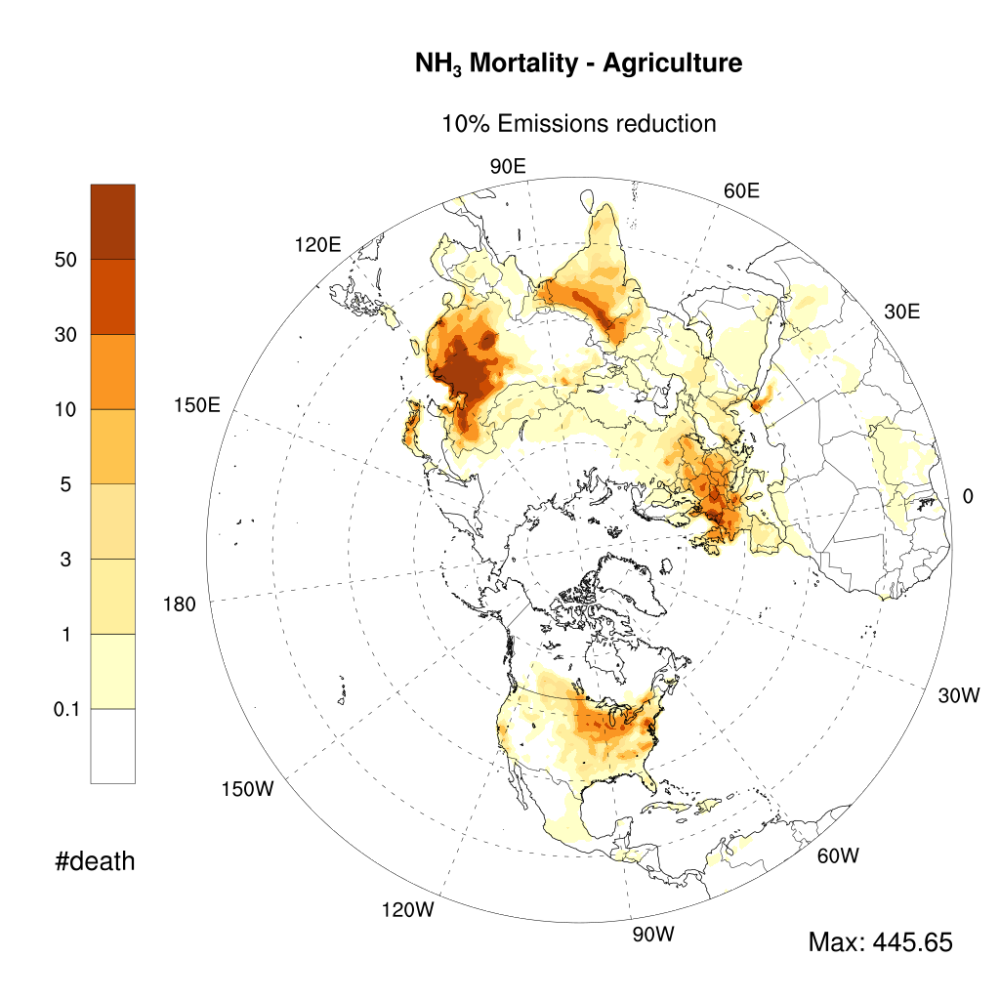 NH₃ Mortality - Agriculture
10% Emissions reduction
90E
60E
120E
30E
150E
0
180
30W
150W
60W
120W
90W
50
30
10
5
3
1
0.1
#death
Max: 445.65